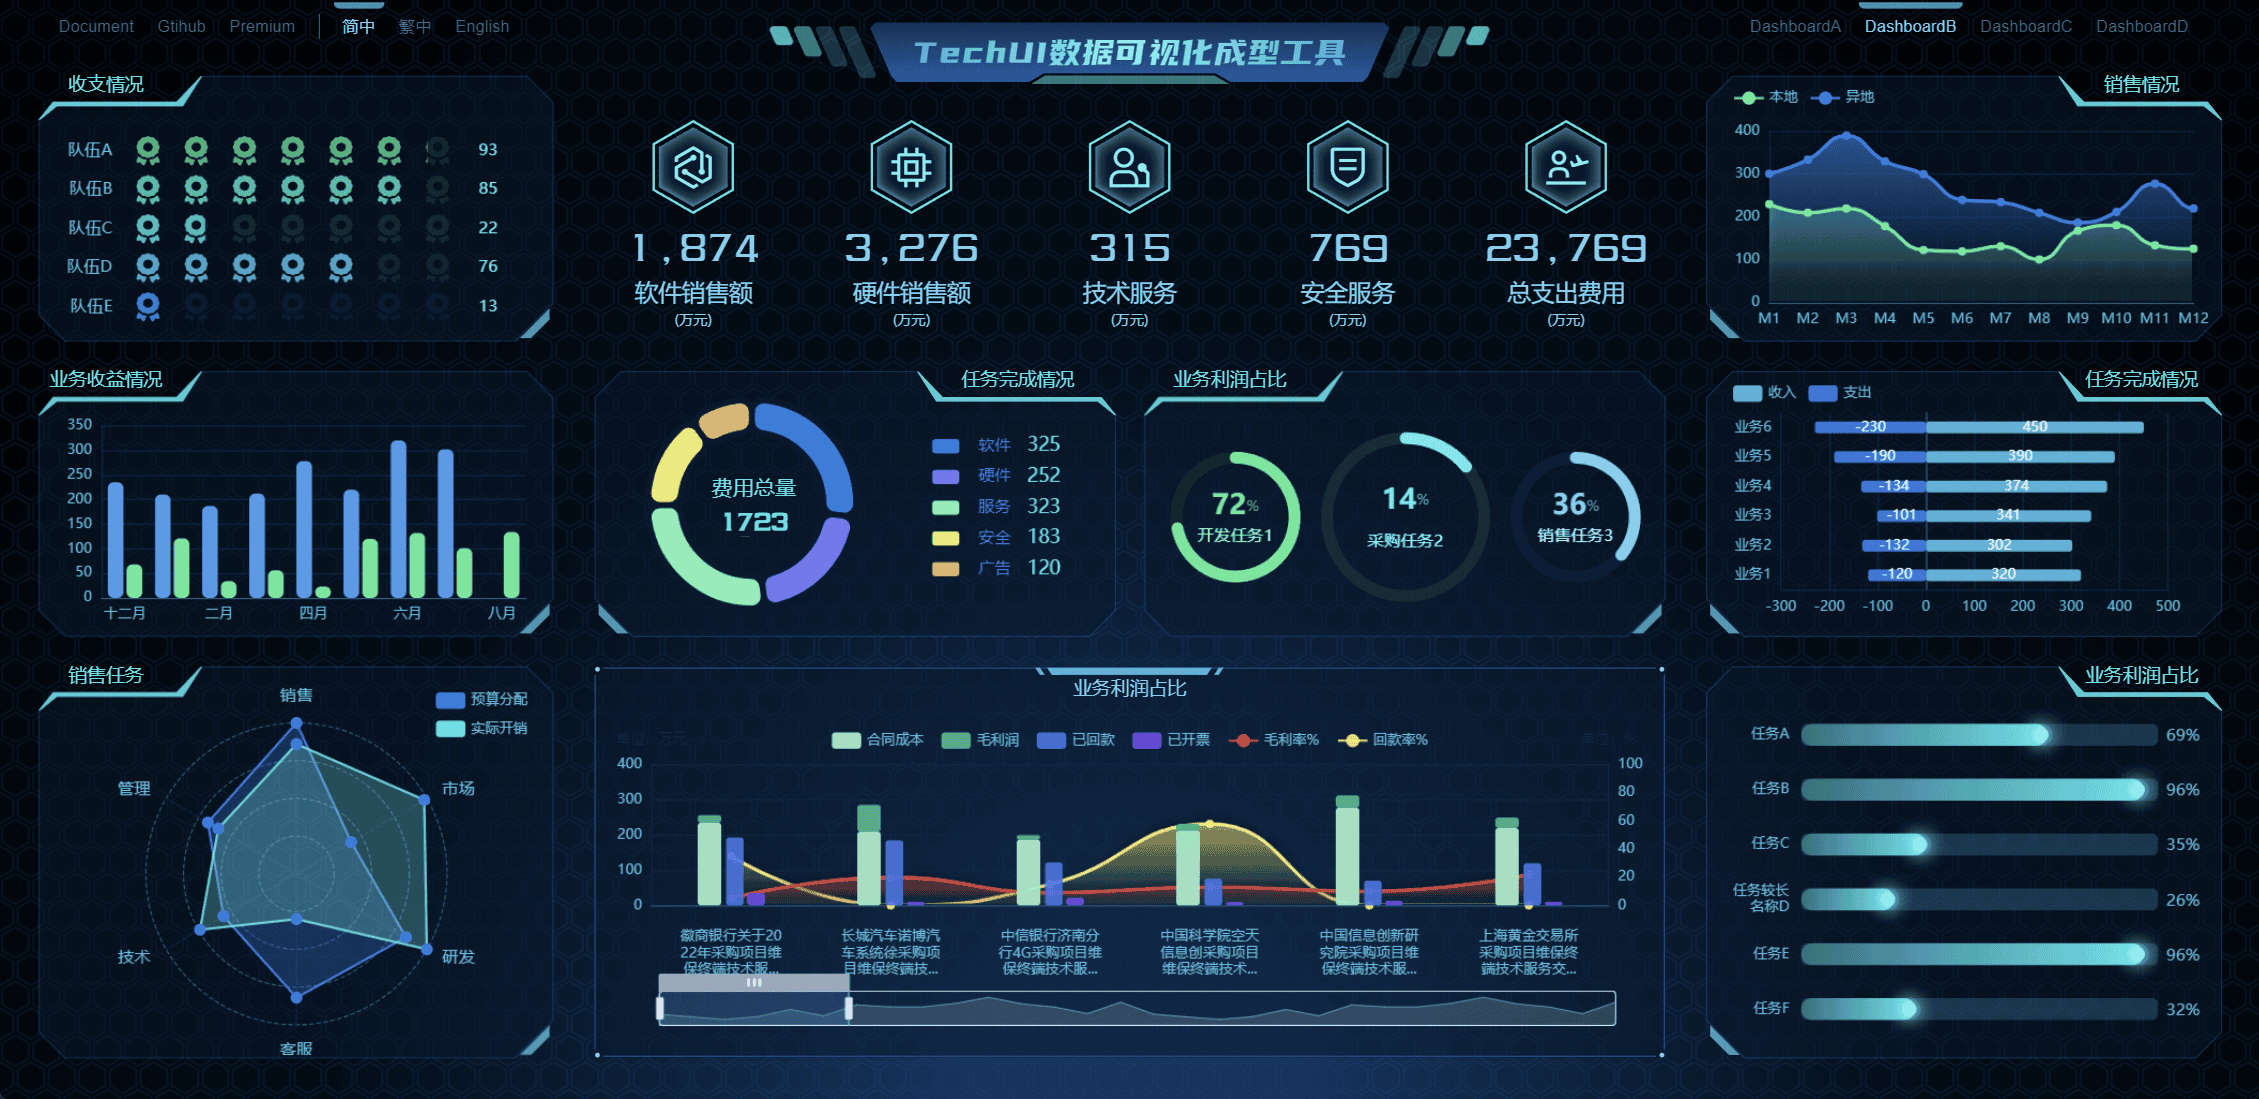 Document Gtihub Premium 简中 繁中 English
TechUI数据可视化成型工具
DashboardA DashboardB DashboardC DashboardD
收支情况
队伍A 93
队伍B 85
队伍C 22
队伍D 76
队伍E 13
1,874
软件销售额
(万元)
3,276
硬件销售额
(万元)
315
技术服务
(万元)
769
安全服务
(万元)
23,769
总支出费用
(万元)
销售情况
本地 异地
400
300
200
100
0
M1 M2 M3 M4 M5 M6 M7 M8 M9 M10 M11 M12
业务收益情况
350
300
250
200
150
100
50
0
十二月 二月 四月 六月 八月
任务完成情况
费用总量
1723
软件 325
硬件 252
服务 323
安全 183
广告 120
业务利润占比
72%
开发任务1
14%
采购任务2
36%
销售任务3
任务完成情况
收入 支出
业务6 -230 450
业务5 -190 390
业务4 -134 374
业务3 -101 341
业务2 -132 302
业务1 -120 320
-300 -200 -100 0 100 200 300 400 500
销售任务
预算分配
实际开销
销售
管理
市场
技术
研发
客服
业务利润占比
合同成本 毛利润 已回款 已开票 毛利率% 回款率%
400
300
200
100
0
100
80
60
40
20
0
徽商银行关于20
22年采购项目维
保终端技术服...
长城汽车诺博汽
车系统徐采购项
目维保终端技...
中信银行济南分
行4G采购项目维
保终端技术服...
中国科学院空天
信息创采购项目
维保终端技术...
中国信息创新研
究院采购项目维
保终端技术服...
上海黄金交易所
采购项目维保终
端技术服务交...
业务利润占比
任务A 69%
任务B 96%
任务C 35%
任务较长
名称D 26%
任务E 96%
任务F 32%